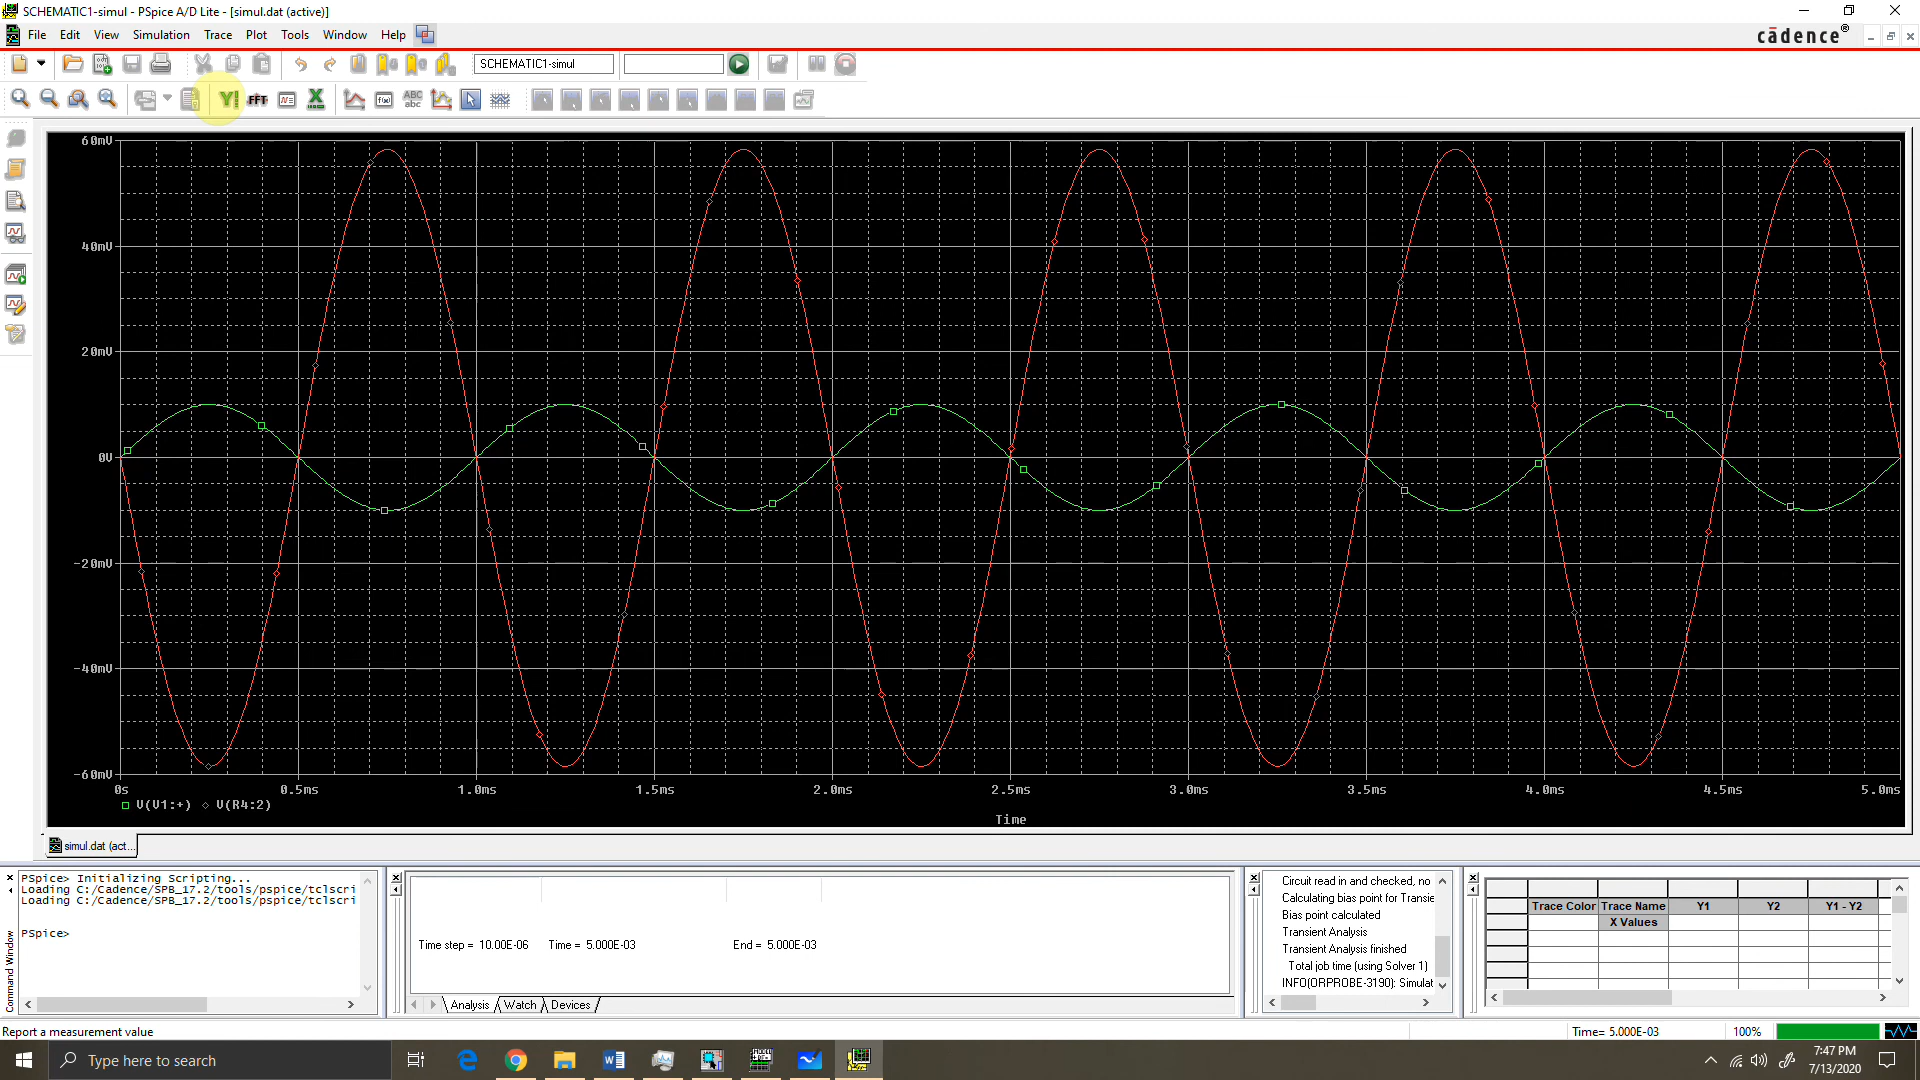 SCHEMATIC1-simul - PSpice A/D Lite - [simul.dat (active)]
File Edit View Simulation Trace Plot Tools Window Help
cādence®
SCHEMATIC1-simul
FFT
ABC
abc
60mV
40mV
20mV
0V
-20mV
-40mV
-60mV
0s 0.5ms 1.0ms 1.5ms 2.0ms 2.5ms 3.0ms 3.5ms 4.0ms 4.5ms 5.0ms
V(V1:+) V(R4:2)
Time
simul.dat (act...
Command Window
PSpice> Initializing Scripting...
Loading C:/Cadence/SPB_17.2/tools/pspice/tclscri
Loading C:/Cadence/SPB_17.2/tools/pspice/tclscri
PSpice>
Time step = 10.00E-06 Time = 5.000E-03 End = 5.000E-03
Analysis Watch Devices
Circuit read in and checked, no
Calculating bias point for Transie
Bias point calculated
Transient Analysis
Transient Analysis finished
Total job time (using Solver 1)
INFO(ORPROBE-3190): Simulat
Trace Color Trace Name Y1 Y2 Y1 - Y2
X Values
Report a measurement value
Time= 5.000E-03 100%
Type here to search
7:47 PM
7/13/2020